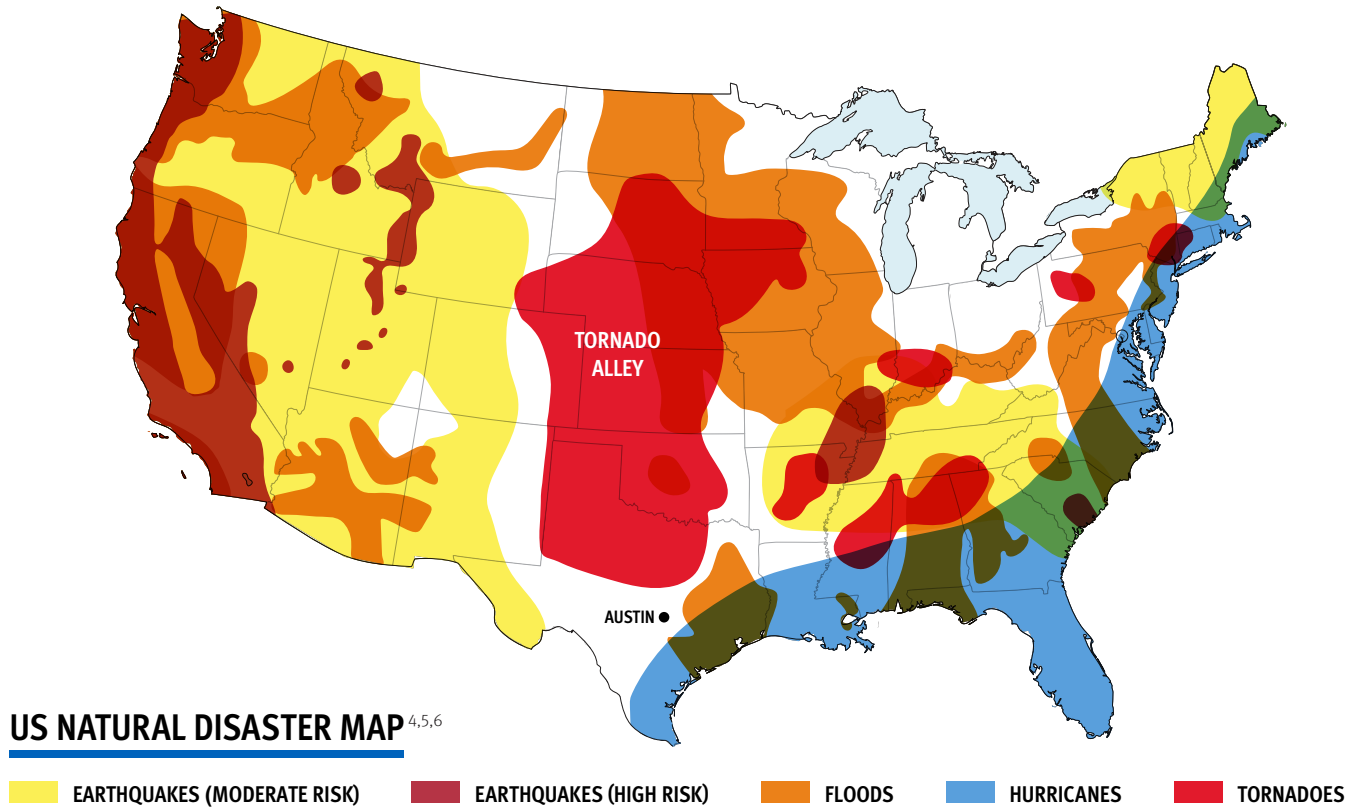 TORNADO
ALLEY
AUSTIN
US NATURAL DISASTER MAP 4,5,6
EARTHQUAKES (MODERATE RISK)
EARTHQUAKES (HIGH RISK)
FLOODS
HURRICANES
TORNADOES